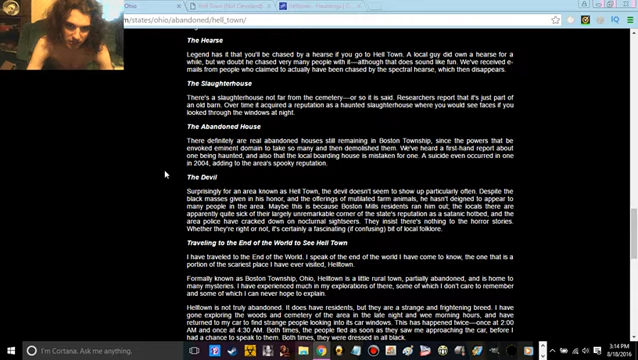 Ohio
Hell Town (Not Cleveland)
/states/ohio/abandoned/hell_town/
The Hearse
Legend has it that you'll be chased by a hearse if you go to Hell Town. A local guy did own a hearse for a
while, but we doubt he chased very many people with it—although that does sound like fun. We've received e-
mails from people who claimed to actually have been chased by the spectral hearse, which then disappears.
The Slaughterhouse
There's a slaughterhouse not far from the cemetery—or so it is said. Researchers report that it's just part of
an old barn. Over time it acquired a reputation as a haunted slaughterhouse where you would see faces if you
looked through the windows at night.
The Abandoned House
There definitely are real abandoned houses still remaining in Boston Township, since the powers that be
envoked eminent domain to take so many and then demolished them. We've heard a first-hand report about
one being haunted, and also that the local boarding house is mistaken for one. A suicide even occurred in one
in 2004, adding to the area's spooky reputation.
The Devil
Surprisingly for an area known as Hell Town, the devil doesn't seem to show up particularly often. Despite the
black masses given in his honor, and the offerings of mutilated farm animals, he hasn't deigned to appear to
many people in the area. Maybe this is because Boston Mills residents ran him out; the locals there are
apparently quite sick of their largely unremarkable corner of the state's reputation as a satanic hotbed, and the
area police have cracked down on nocturnal sightseers. They insist there's nothing to the horror stories.
Whether they're right or not, it's certainly a fascinating (if confusing) bit of local folklore.
Traveling to the End of the World to See Hell Town
I have traveled to the End of the World. I speak of the end of the world I have come to know, the one that is a
portion of the scariest place I have ever visited, Helltown.
Formally known as Boston Township, Ohio, Helltown is a little rural town, partially abandoned, and is home to
many mysteries. I have experienced much in my explorations of there, some of which I don't care to remember
and some of which I can never hope to explain.
Helltown is not truly abandoned. It does have residents, but they are a strange and frightening breed. I have
gone exploring the woods and cemetery of the area in the late night and wee morning hours, and have
returned my car to find strange people looking into its car windows. This has happened twice—once at 2:00
AM and once at 4:30 AM. Both times, the people fled as soon as they saw me approaching the car, before I
had a chance to speak to them. Both times, they were dressed in all black.
I'm Cortana. Ask me anything.
3:14 PM
8/18/2016